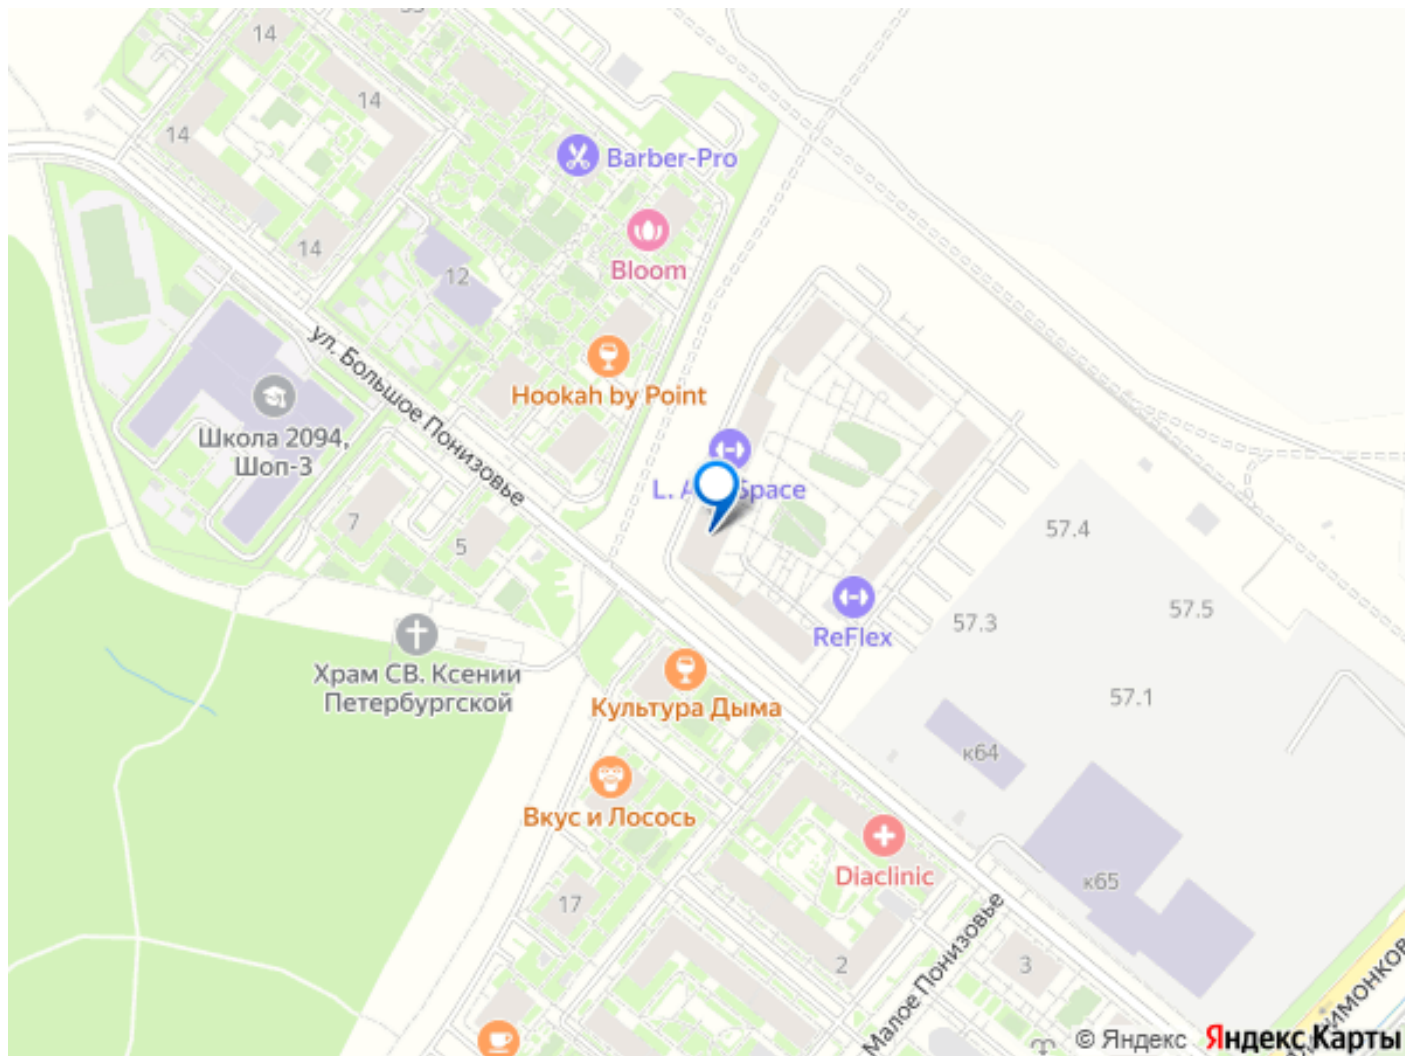 14
14
14
Barber-Pro
14
12
Bloom
ул. Большое Понизовье
Hookah by Point
Школа 2094,
Шоп-3
Space
7
5
57.4
57.3
57.5
ReFlex
Храм СВ. Ксении
Петербургской
57.1
Культура Дыма
к64
Вкус и Лосось
Diaclinic
к65
17
Малое Понизовье
2
3
© Яндекс Яндекс Карты